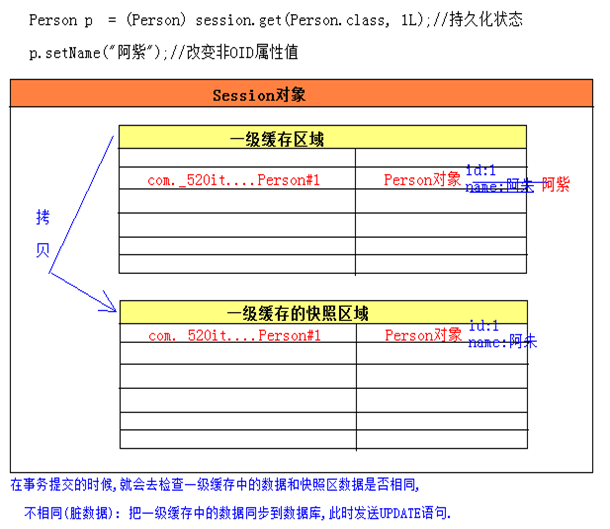 Person p  = (Person) session.get(Person.class, 1L);//持久化状态
p.setName("阿紫");//改变非OID属性值
Session对象
一级缓存区域
com._520it....Person#1 Person对象 id:1
name:阿朱 阿紫
拷
贝
一级缓存的快照区域
com._520it....Person#1 Person对象 id:1
name:阿朱
在事务提交的时候,就会去检查一级缓存中的数据和快照区数据是否相同,
不相同(脏数据): 把一级缓存中的数据同步到数据库,此时发送UPDATE语句.